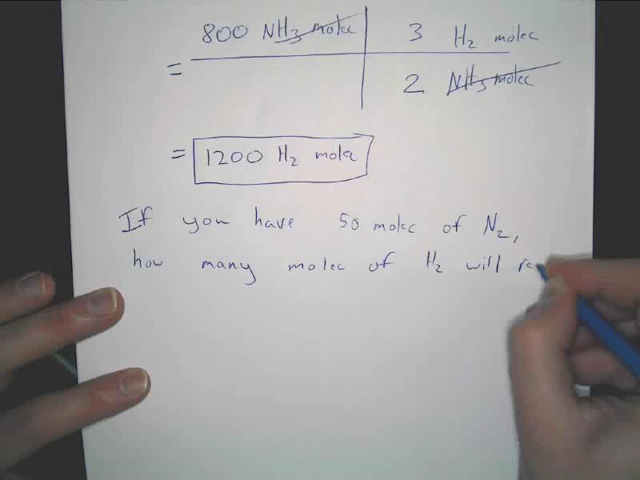 800 NH3 molec 3 H2 molec
=
2 NH3 molec
= 1200 H2 molec
If you have 50 molec of N2,
how many molec of H2 will